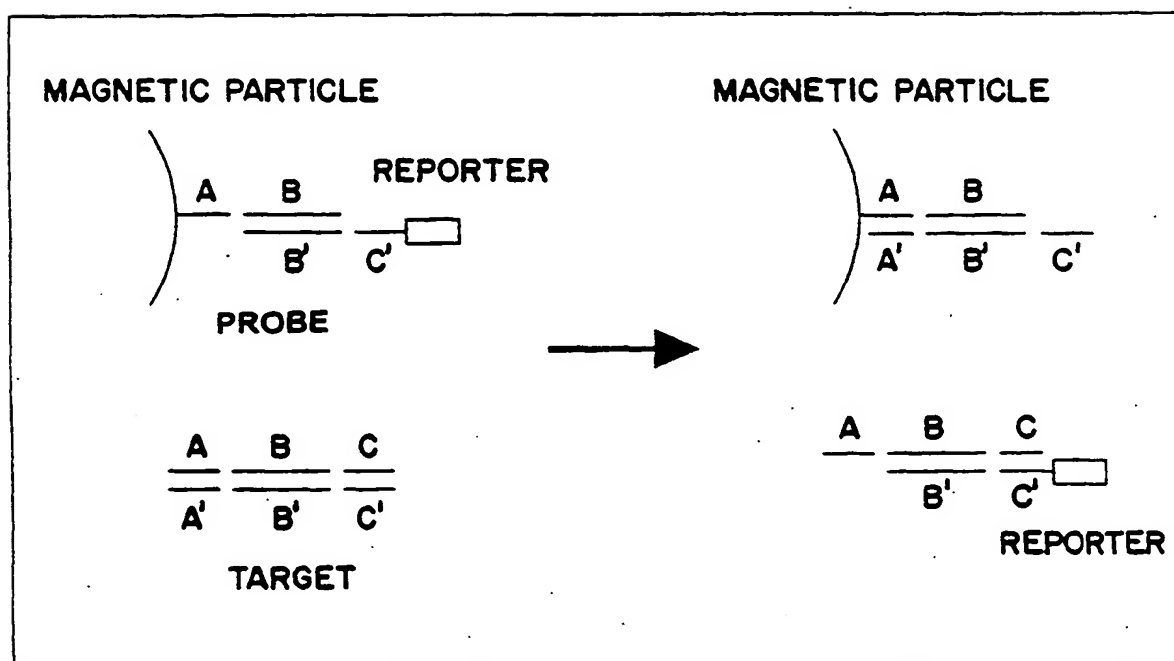 MAGNETIC PARTICLE
A B REPORTER
B' C'
PROBE
A B C
A' B' C'
TARGET
MAGNETIC PARTICLE
A B
A' B' C'
A B C
B' C'
REPORTER